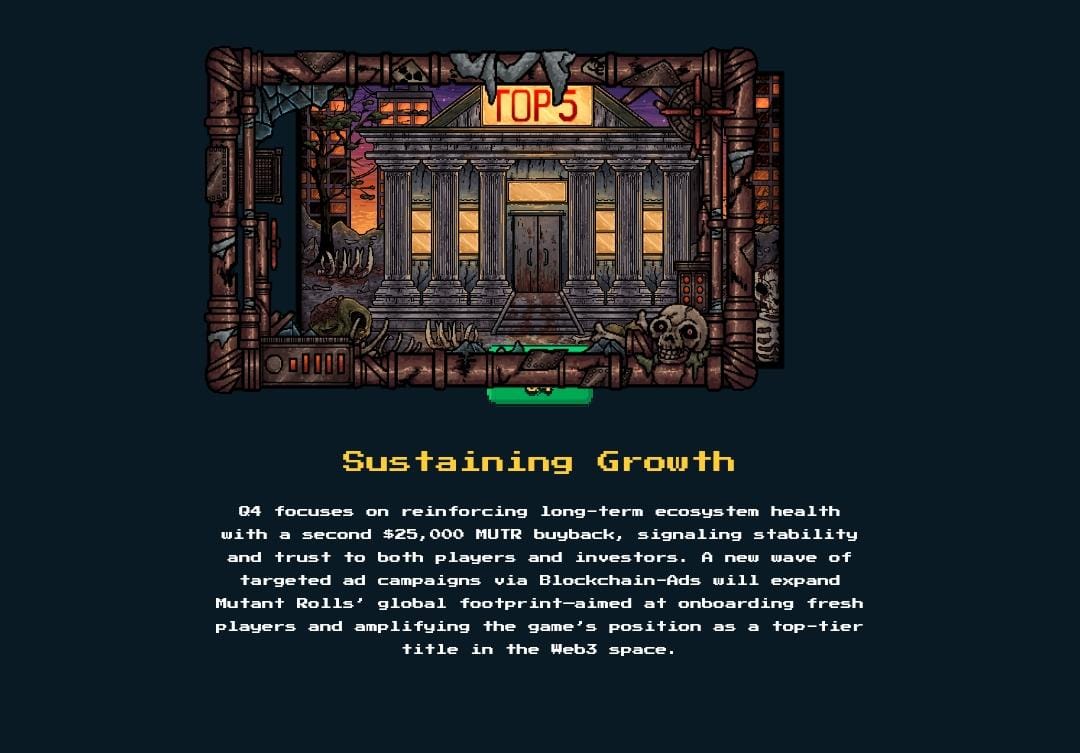 TOP 5
Sustaining Growth
Q4 focuses on reinforcing long-term ecosystem health
with a second $25,000 MUTR buyback, signaling stability
and trust to both players and investors. A new wave of
targeted ad campaigns via Blockchain-Ads will expand
Mutant Rolls’ global footprint—aimed at onboarding fresh
players and amplifying the game’s position as a top-tier
title in the Web3 space.